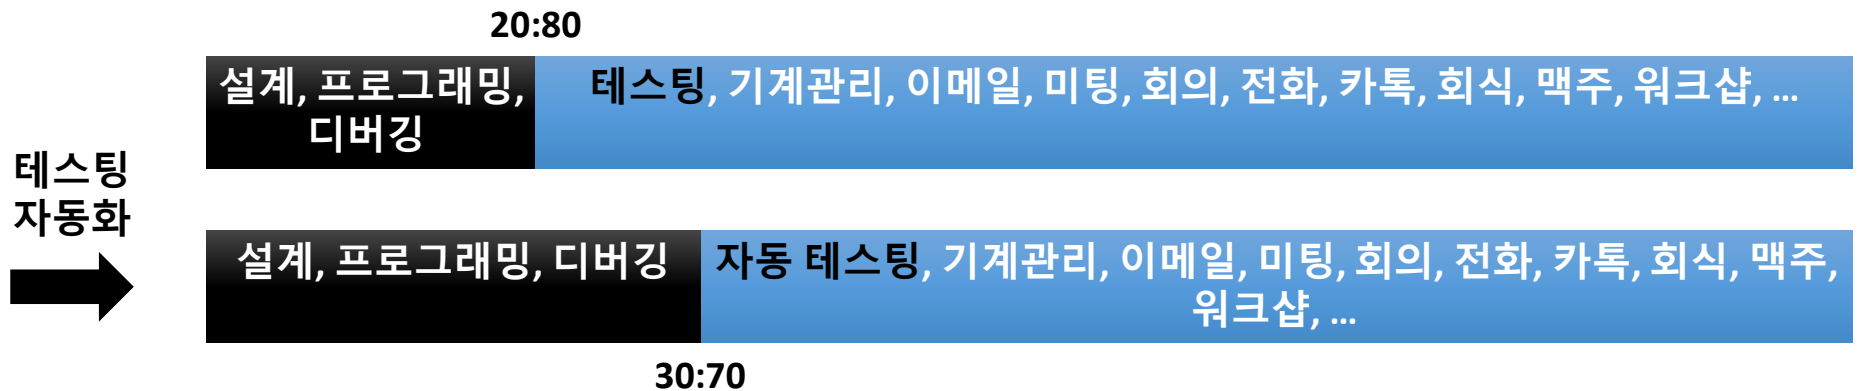 20:80
설계, 프로그래밍,
디버깅
테스팅, 기계관리, 이메일, 미팅, 회의, 전화, 카톡, 회식, 맥주, 워크샵, ...
테스팅
자동화
설계, 프로그래밍, 디버깅
자동 테스팅, 기계관리, 이메일, 미팅, 회의, 전화, 카톡, 회식, 맥주,
워크샵, ...
30:70